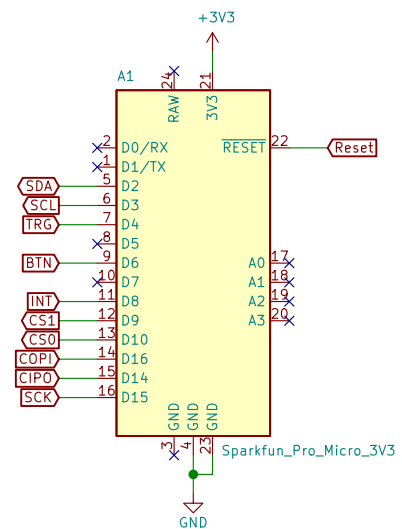 +3V3
A1
24
21
RAW
3V3
2 D0/RX
RESET 22 Reset
1 D1/TX
SDA 5 D2
SCL 6 D3
TRG 7 D4
8 D5
BTN 9 D6
A0 17
10 D7
A1 18
INT 11 D8
A2 19
CS1 12 D9
A3 20
CS0 13 D10
COPI 14 D16
CIPO 15 D14
SCK 16 D15
GND
GND
GND
3
4
23
Sparkfun_Pro_Micro_3V3
GND